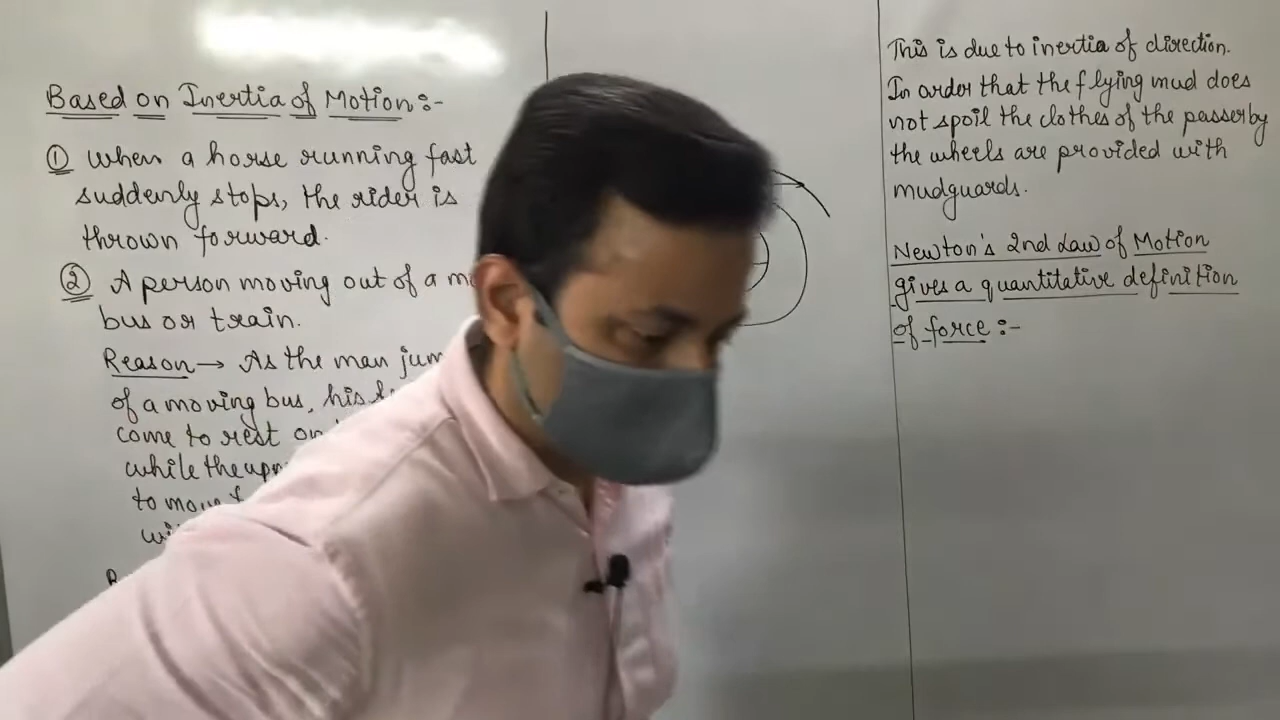 Based on Inertia of Motion :-
① When a horse running fast
suddenly stops, the rider is
thrown forward.
② A person moving out of a
bus or train.
Reason → As the man
of a moving bus, his
come to rest on
while the
to
This is due to inertia of direction.
In order that the flying mud does
not spoil the clothes of the passerby
the wheels are provided with
mudguards.
Newton's 2nd Law of Motion
gives a quantitative definition
of force :-